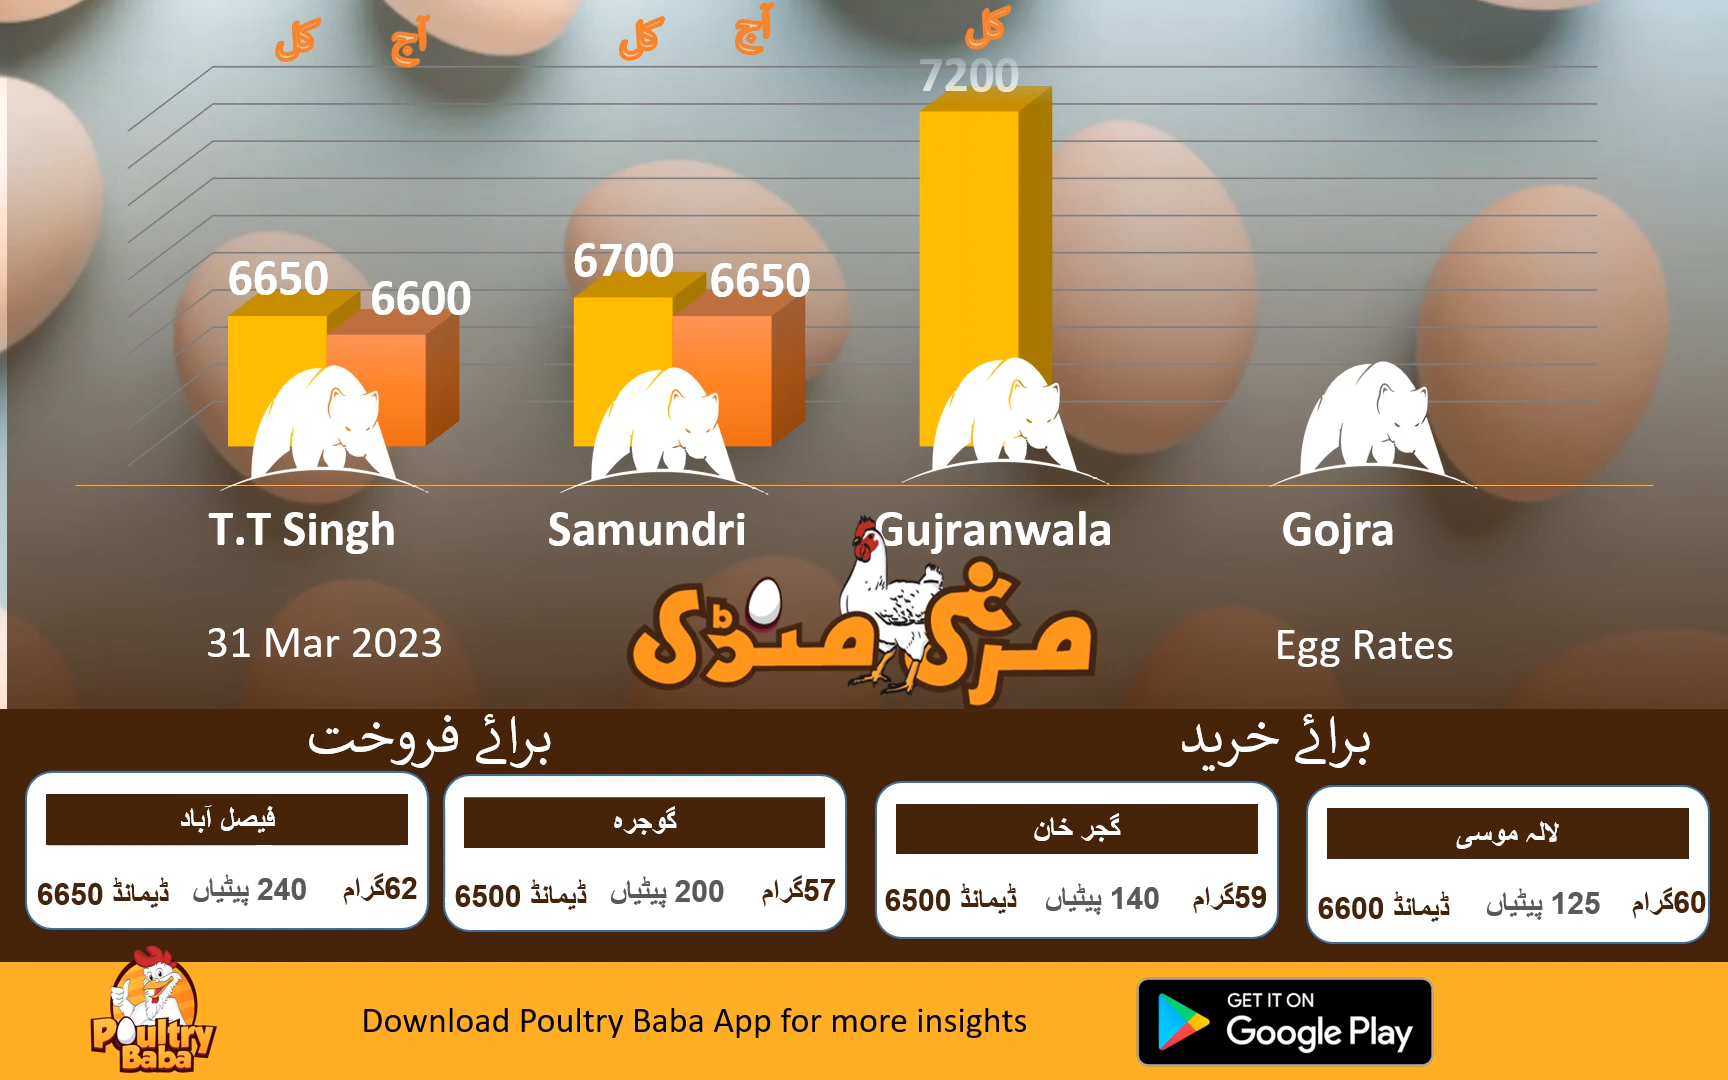 کل آج کل آج کل
7200
6650 6600 6700 6650
T.T Singh Samundri Gujranwala Gojra
31 Mar 2023
مرغی منڈی
Egg Rates
برائے فروخت
برائے خرید
فیصل آباد
62گرام 240 پیٹیاں ڈیمانڈ 6650
گوجرہ
57گرام 200 پیٹیاں ڈیمانڈ 6500
گجر خان
59گرام 140 پیٹیاں ڈیمانڈ 6500
لالہ موسی
60گرام 125 پیٹیاں ڈیمانڈ 6600
Poultry
Baba
Download Poultry Baba App for more insights
GET IT ON
Google Play